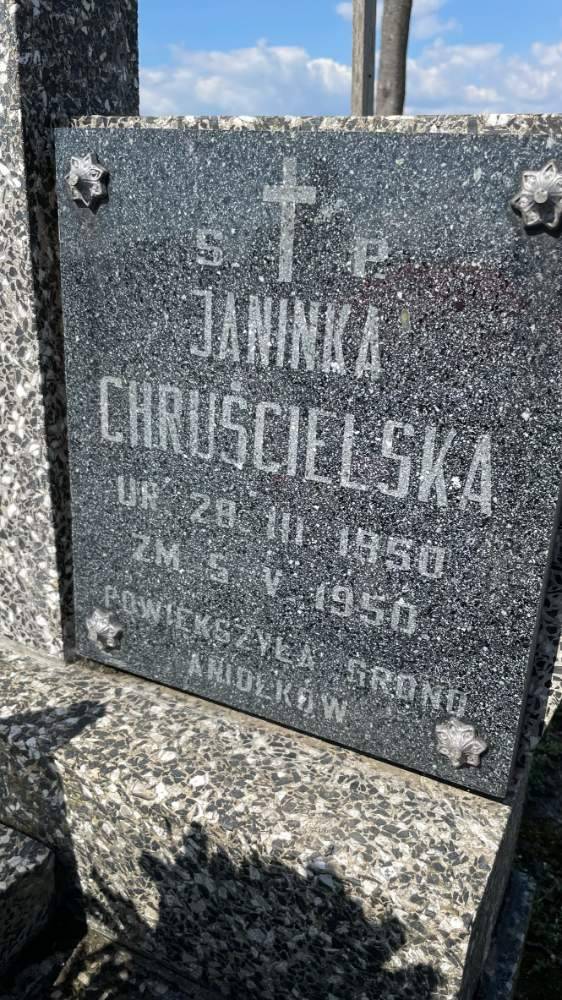 S. P.
JANINKA
CHRUŚCIELSKA
UR. 28. III 1950
ZM. 5. V. 1950
POWIĘKSZYŁA GRONO
ANIOŁKÓW